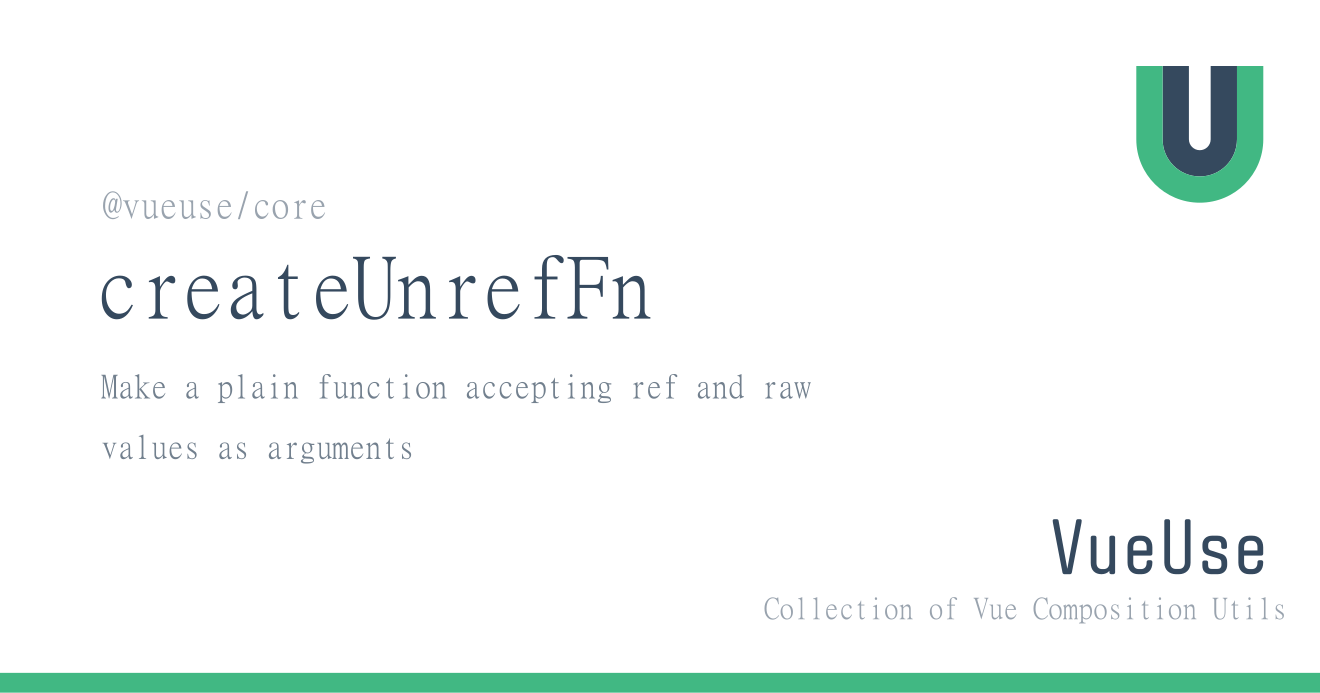 @vueuse/core
createUnrefFn
Make a plain function accepting ref and raw
values as arguments
VueUse
Collection of Vue Composition Utils